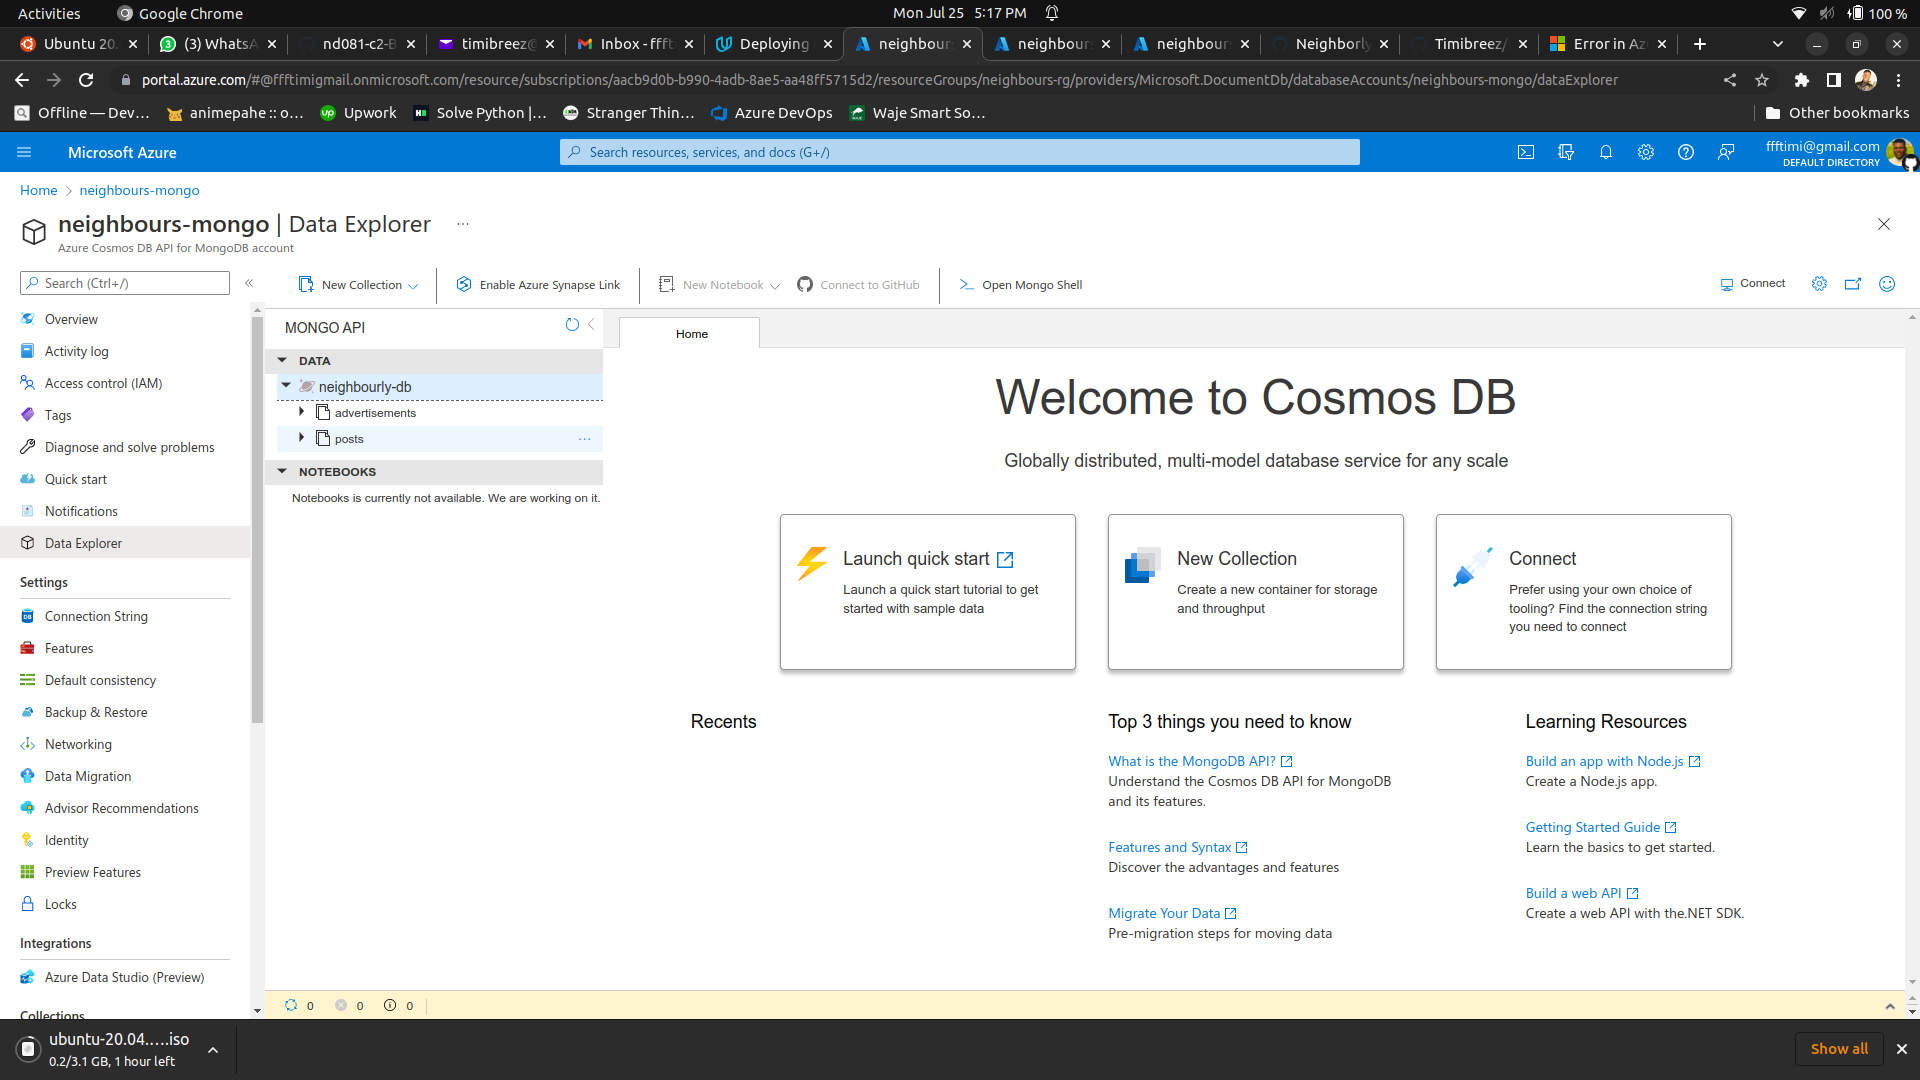 Activities
Google Chrome
Mon Jul 25 5:17 PM
100 %
Ubuntu 20.
(3) WhatsA
nd081-c2-B
timibreez@
Inbox - ffft
Deploying
neighbour
neighbour
neighbour
Neighborly
Timibreez/
Error in Az
portal.azure.com/#@ffftimigmail.onmicrosoft.com/resource/subscriptions/aacb9d0b-b990-4adb-8ae5-aa48ff5715d2/resourceGroups/neighbours-rg/providers/Microsoft.DocumentDb/databaseAccounts/neighbours-mongo/dataExplorer
Offline — Dev…
animepahe :: o…
Upwork
Solve Python |…
Stranger Thin…
Azure DevOps
Waje Smart So…
Other bookmarks
Microsoft Azure
Search resources, services, and docs (G+/)
ffftimi@gmail.com
DEFAULT DIRECTORY
Home
neighbours-mongo
neighbours-mongo | Data Explorer
...
Azure Cosmos DB API for MongoDB account
Search (Ctrl+/)
Overview
Activity log
Access control (IAM)
Tags
Diagnose and solve problems
Quick start
Notifications
Data Explorer
Settings
Connection String
Features
Default consistency
Backup & Restore
Networking
Data Migration
Advisor Recommendations
Identity
Preview Features
Locks
Integrations
Azure Data Studio (Preview)
Collections
New Collection
Enable Azure Synapse Link
New Notebook
Connect to GitHub
Open Mongo Shell
Connect
MONGO API
DATA
neighbourly-db
advertisements
posts
...
NOTEBOOKS
Notebooks is currently not available. We are working on it.
Home
Welcome to Cosmos DB
Globally distributed, multi-model database service for any scale
Launch quick start
Launch a quick start tutorial to get
started with sample data
New Collection
Create a new container for storage
and throughput
Connect
Prefer using your own choice of
tooling? Find the connection string
you need to connect
Recents
Top 3 things you need to know
What is the MongoDB API?
Understand the Cosmos DB API for MongoDB
and its features.
Features and Syntax
Discover the advantages and features
Migrate Your Data
Pre-migration steps for moving data
Learning Resources
Build an app with Node.js
Create a Node.js app.
Getting Started Guide
Learn the basics to get started.
Build a web API
Create a web API with the.NET SDK.
0
0
0
ubuntu-20.04.….iso
0.2/3.1 GB, 1 hour left
Show all